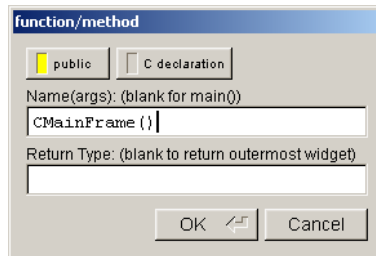 function/method
public C declaration
Name(args): (blank for main())
CMainFrame()
Return Type: (blank to return outermost widget)
OK Cancel